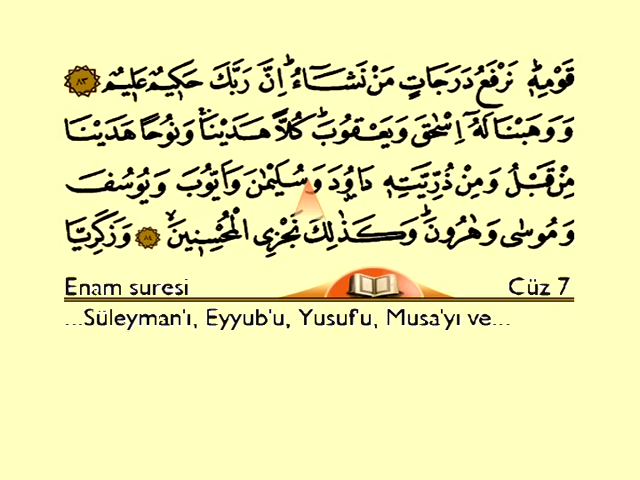 قَوْمِهِۜ نَرْفَعُ دَرَجَاتٍ مَنْ نَشَٓاءُۜ اِنَّ رَبَّكَ حَكٖيمٌ عَلٖيمٌ ﴿٨٣﴾
وَوَهَبْنَا لَهُٓ اِسْحٰقَ وَيَعْقُوبَۜ كُلًّا هَدَيْنَاۚ وَنُوحًا هَدَيْنَا
مِنْ قَبْلُ وَمِنْ ذُرِّيَّتِهٖ دَاوُ۫دَ وَسُلَيْمٰنَ وَاَيُّوبَ وَيُوسُفَ
وَمُوسٰى وَهٰرُونَۜ وَكَذٰلِكَ نَجْزِي الْمُحْسِنٖينَۙ ﴿٨٤﴾ وَزَكَرِيَّا
Enam suresi Cüz 7
...Süleyman'ı, Eyyub'u, Yusuf'u, Musa'yı ve...